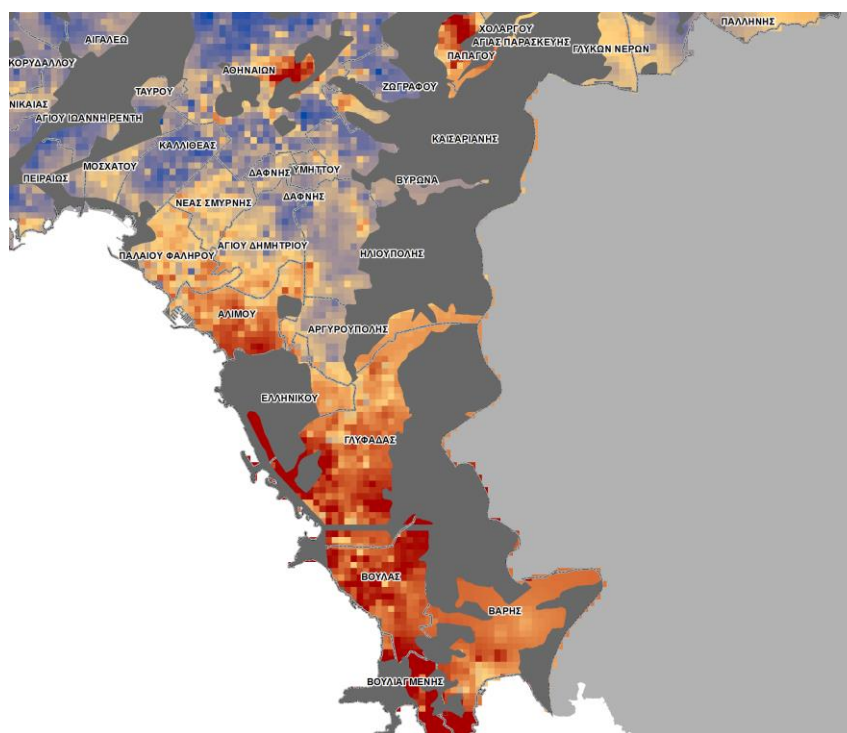 ΠΑΛΛΗΝΗΣ
ΧΟΛΑΡΓΟΥ
ΑΙΓΑΛΕΩ
ΑΓΙΑΣ ΠΑΡΑΣΚΕΥΗΣ
ΓΛΥΚΩΝ ΝΕΡΩΝ
ΠΑΠΑΓΟΥ
ΚΟΡΥΔΑΛΛΟΥ
ΑΘΗΝΑΙΩΝ
ΖΩΓΡΑΦΟΥ
ΤΑΥΡΟΥ
ΝΙΚΑΙΑΣ
ΑΓΙΟΥ ΙΩΑΝΝΗ ΡΕΝΤΗ
ΚΑΙΣΑΡΙΑΝΗΣ
ΚΑΛΛΙΘΕΑΣ
ΜΟΣΧΑΤΟΥ
ΥΜΗΤΤΟΥ
ΔΑΦΝΗΣ
ΠΕΙΡΑΙΩΣ
ΒΥΡΩΝΑ
ΔΑΦΝΗΣ
ΝΕΑΣ ΣΜΥΡΝΗΣ
ΑΓΙΟΥ ΔΗΜΗΤΡΙΟΥ
ΠΑΛΑΙΟΥ ΦΑΛΗΡΟΥ
ΗΛΙΟΥΠΟΛΗΣ
ΑΛΙΜΟΥ
ΑΡΓΥΡΟΥΠΟΛΗΣ
ΕΛΛΗΝΙΚΟΥ
ΓΛΥΦΑΔΑΣ
ΒΟΥΛΑΣ
ΒΑΡΗΣ
ΒΟΥΛΙΑΓΜΕΝΗΣ